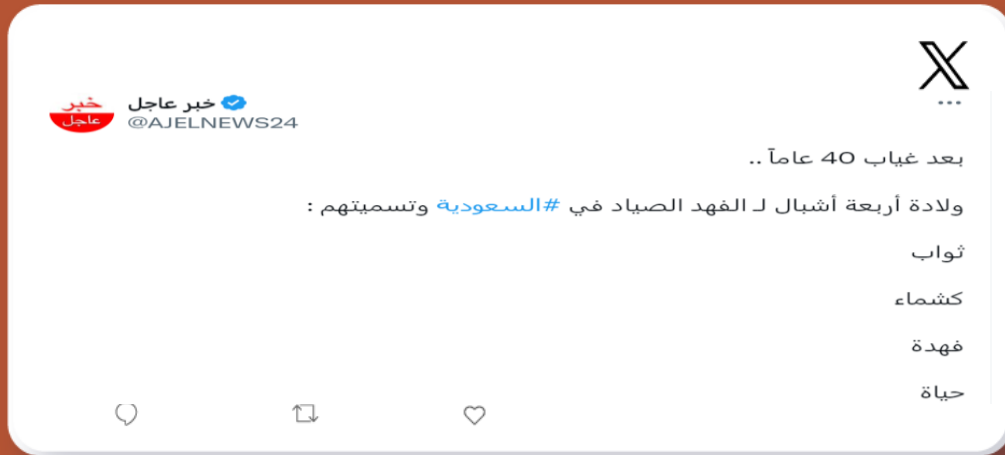 خبر عاجل
@AJELNEWS24
خبر
عاجل
بعد غياب 40 عاماً ..
ولادة أربعة أشبال لـ الفهد الصياد في #السعودية وتسميتهم :
ثواب
كشماء
فهدة
حياة